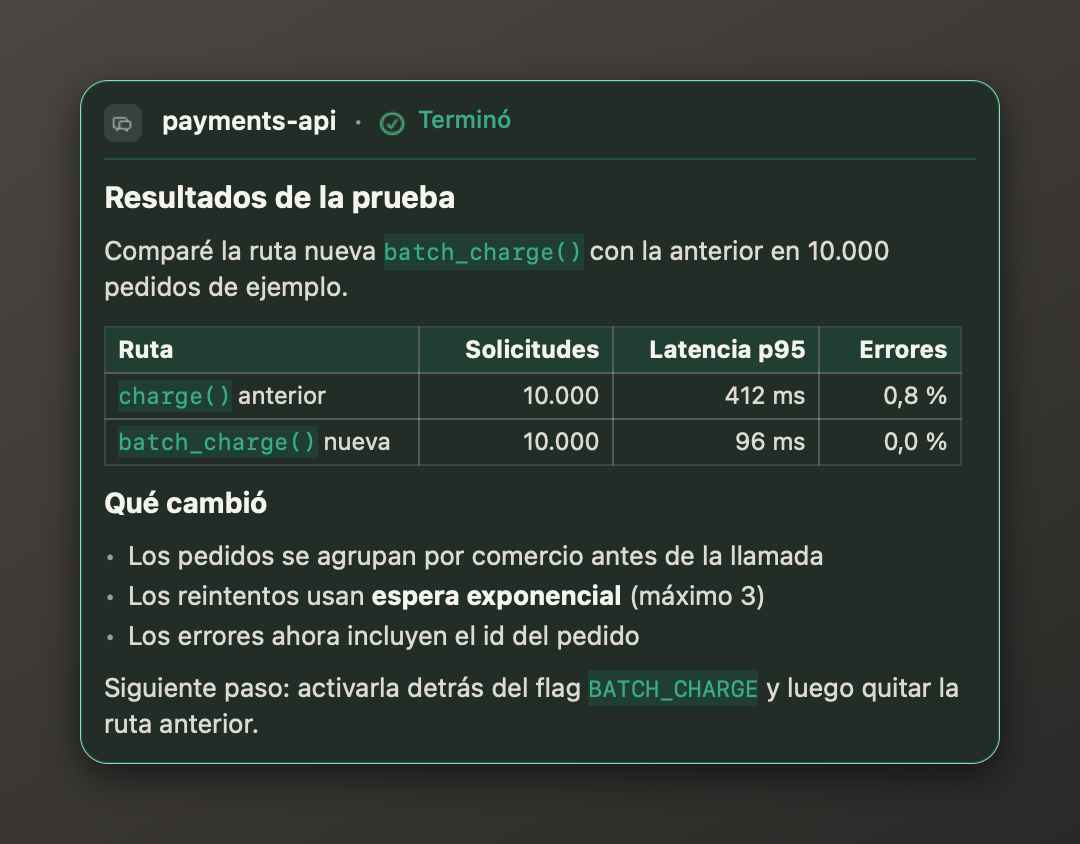 payments-api · Terminó
Resultados de la prueba
Comparé la ruta nueva batch_charge() con la anterior en 10.000
pedidos de ejemplo.
Ruta Solicitudes Latencia p95 Errores
charge() anterior 10.000 412 ms 0,8 %
batch_charge() nueva 10.000 96 ms 0,0 %
Qué cambió
• Los pedidos se agrupan por comercio antes de la llamada
• Los reintentos usan espera exponencial (máximo 3)
• Los errores ahora incluyen el id del pedido
Siguiente paso: activarla detrás del flag BATCH_CHARGE y luego quitar la
ruta anterior.